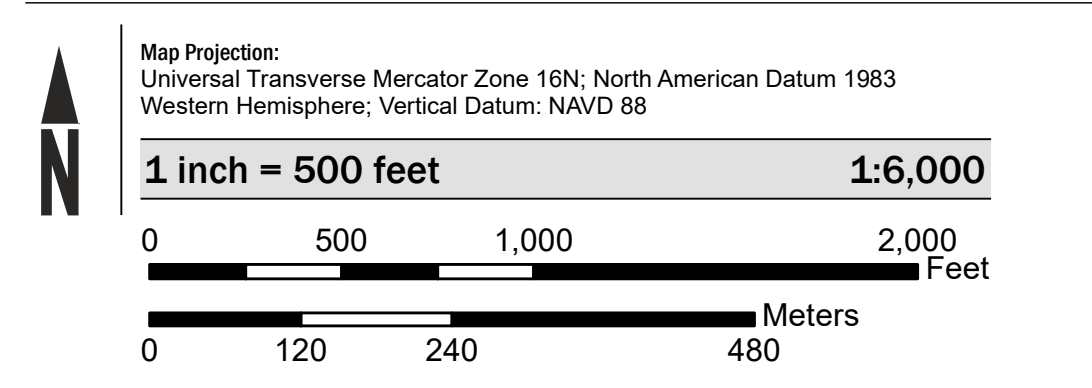 N
Map Projection:
Universal Transverse Mercator Zone 16N; North American Datum 1983
Western Hemisphere; Vertical Datum: NAVD 88
1 inch = 500 feet 1:6,000
0 500 1,000 2,000
Feet
Meters
0 120 240 480